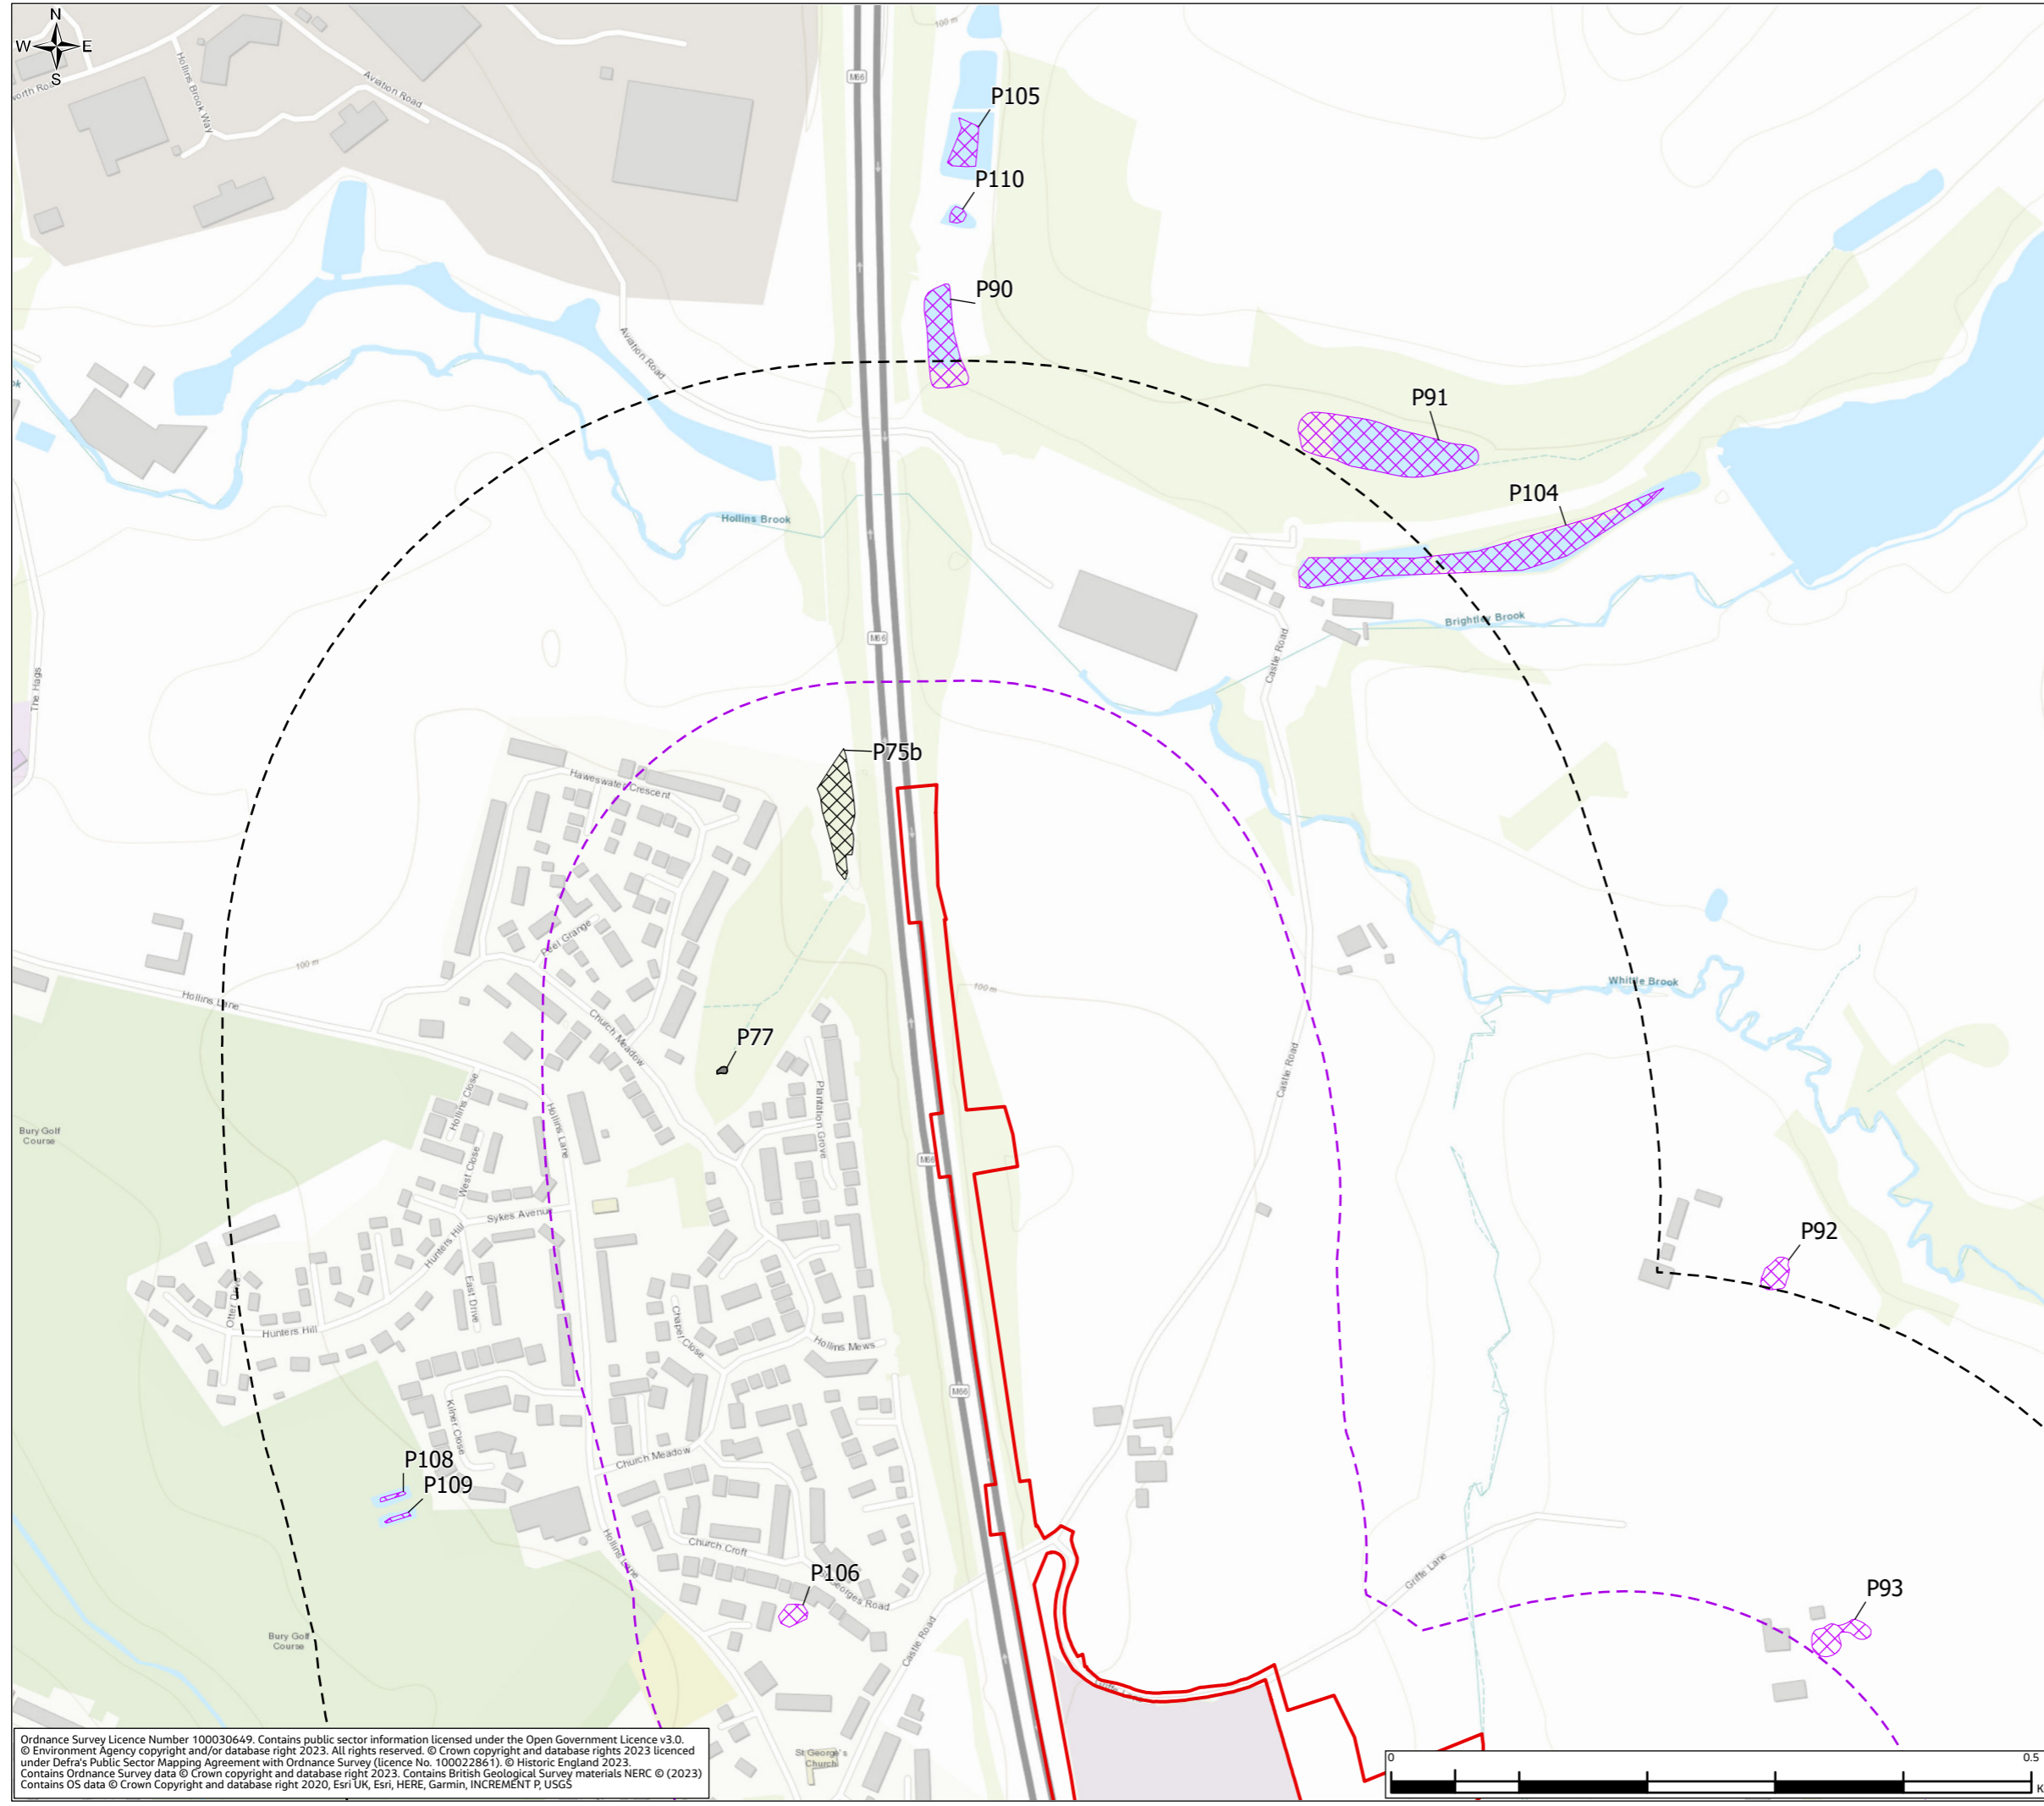 N
W E
S
100 m
Hollins Brook Way
Aviation Road
M66
P105
P110
P90
Aviation Road
P91
P104
Hollins Brook
Brightley Brook
M66
Castle Road
The Hags
P75b
Haweswater Crescent
Peel Grange
100 m
Hollins Lane
100 m
Whittle Brook
Church Meadow
P77
Castle Road
Plantation Grove
Hollins Close
Hollins Lane
Bury Golf
Course
M66
West Close
Sykes Avenue
P92
Hunters Hill
East Drive
Hunters Hill
Chapel Close
Hollins Mews
M66
Kilner Close
Church Meadow
P108
P109
Hollins Lane
Church Croft
P106
Georges Road
Griffe Lane
P93
Castle Road
Bury Golf
Course
Griffe Lane
St George's
Church
Ordnance Survey Licence Number 100030649. Contains public sector information licensed under the Open Government Licence v3.0.
© Environment Agency copyright and/or database right 2023. All rights reserved. © Crown copyright and database rights 2023 licenced
under Defra's Public Sector Mapping Agreement with Ordnance Survey (licence No. 100022861). © Historic England 2023.
Contains Ordnance Survey data © Crown copyright and database right 2023. Contains British Geological Survey materials NERC © (2023)
Contains OS data © Crown Copyright and database right 2020, Esri UK, Esri, HERE, Garmin, INCREMENT P, USGS
0 0.5